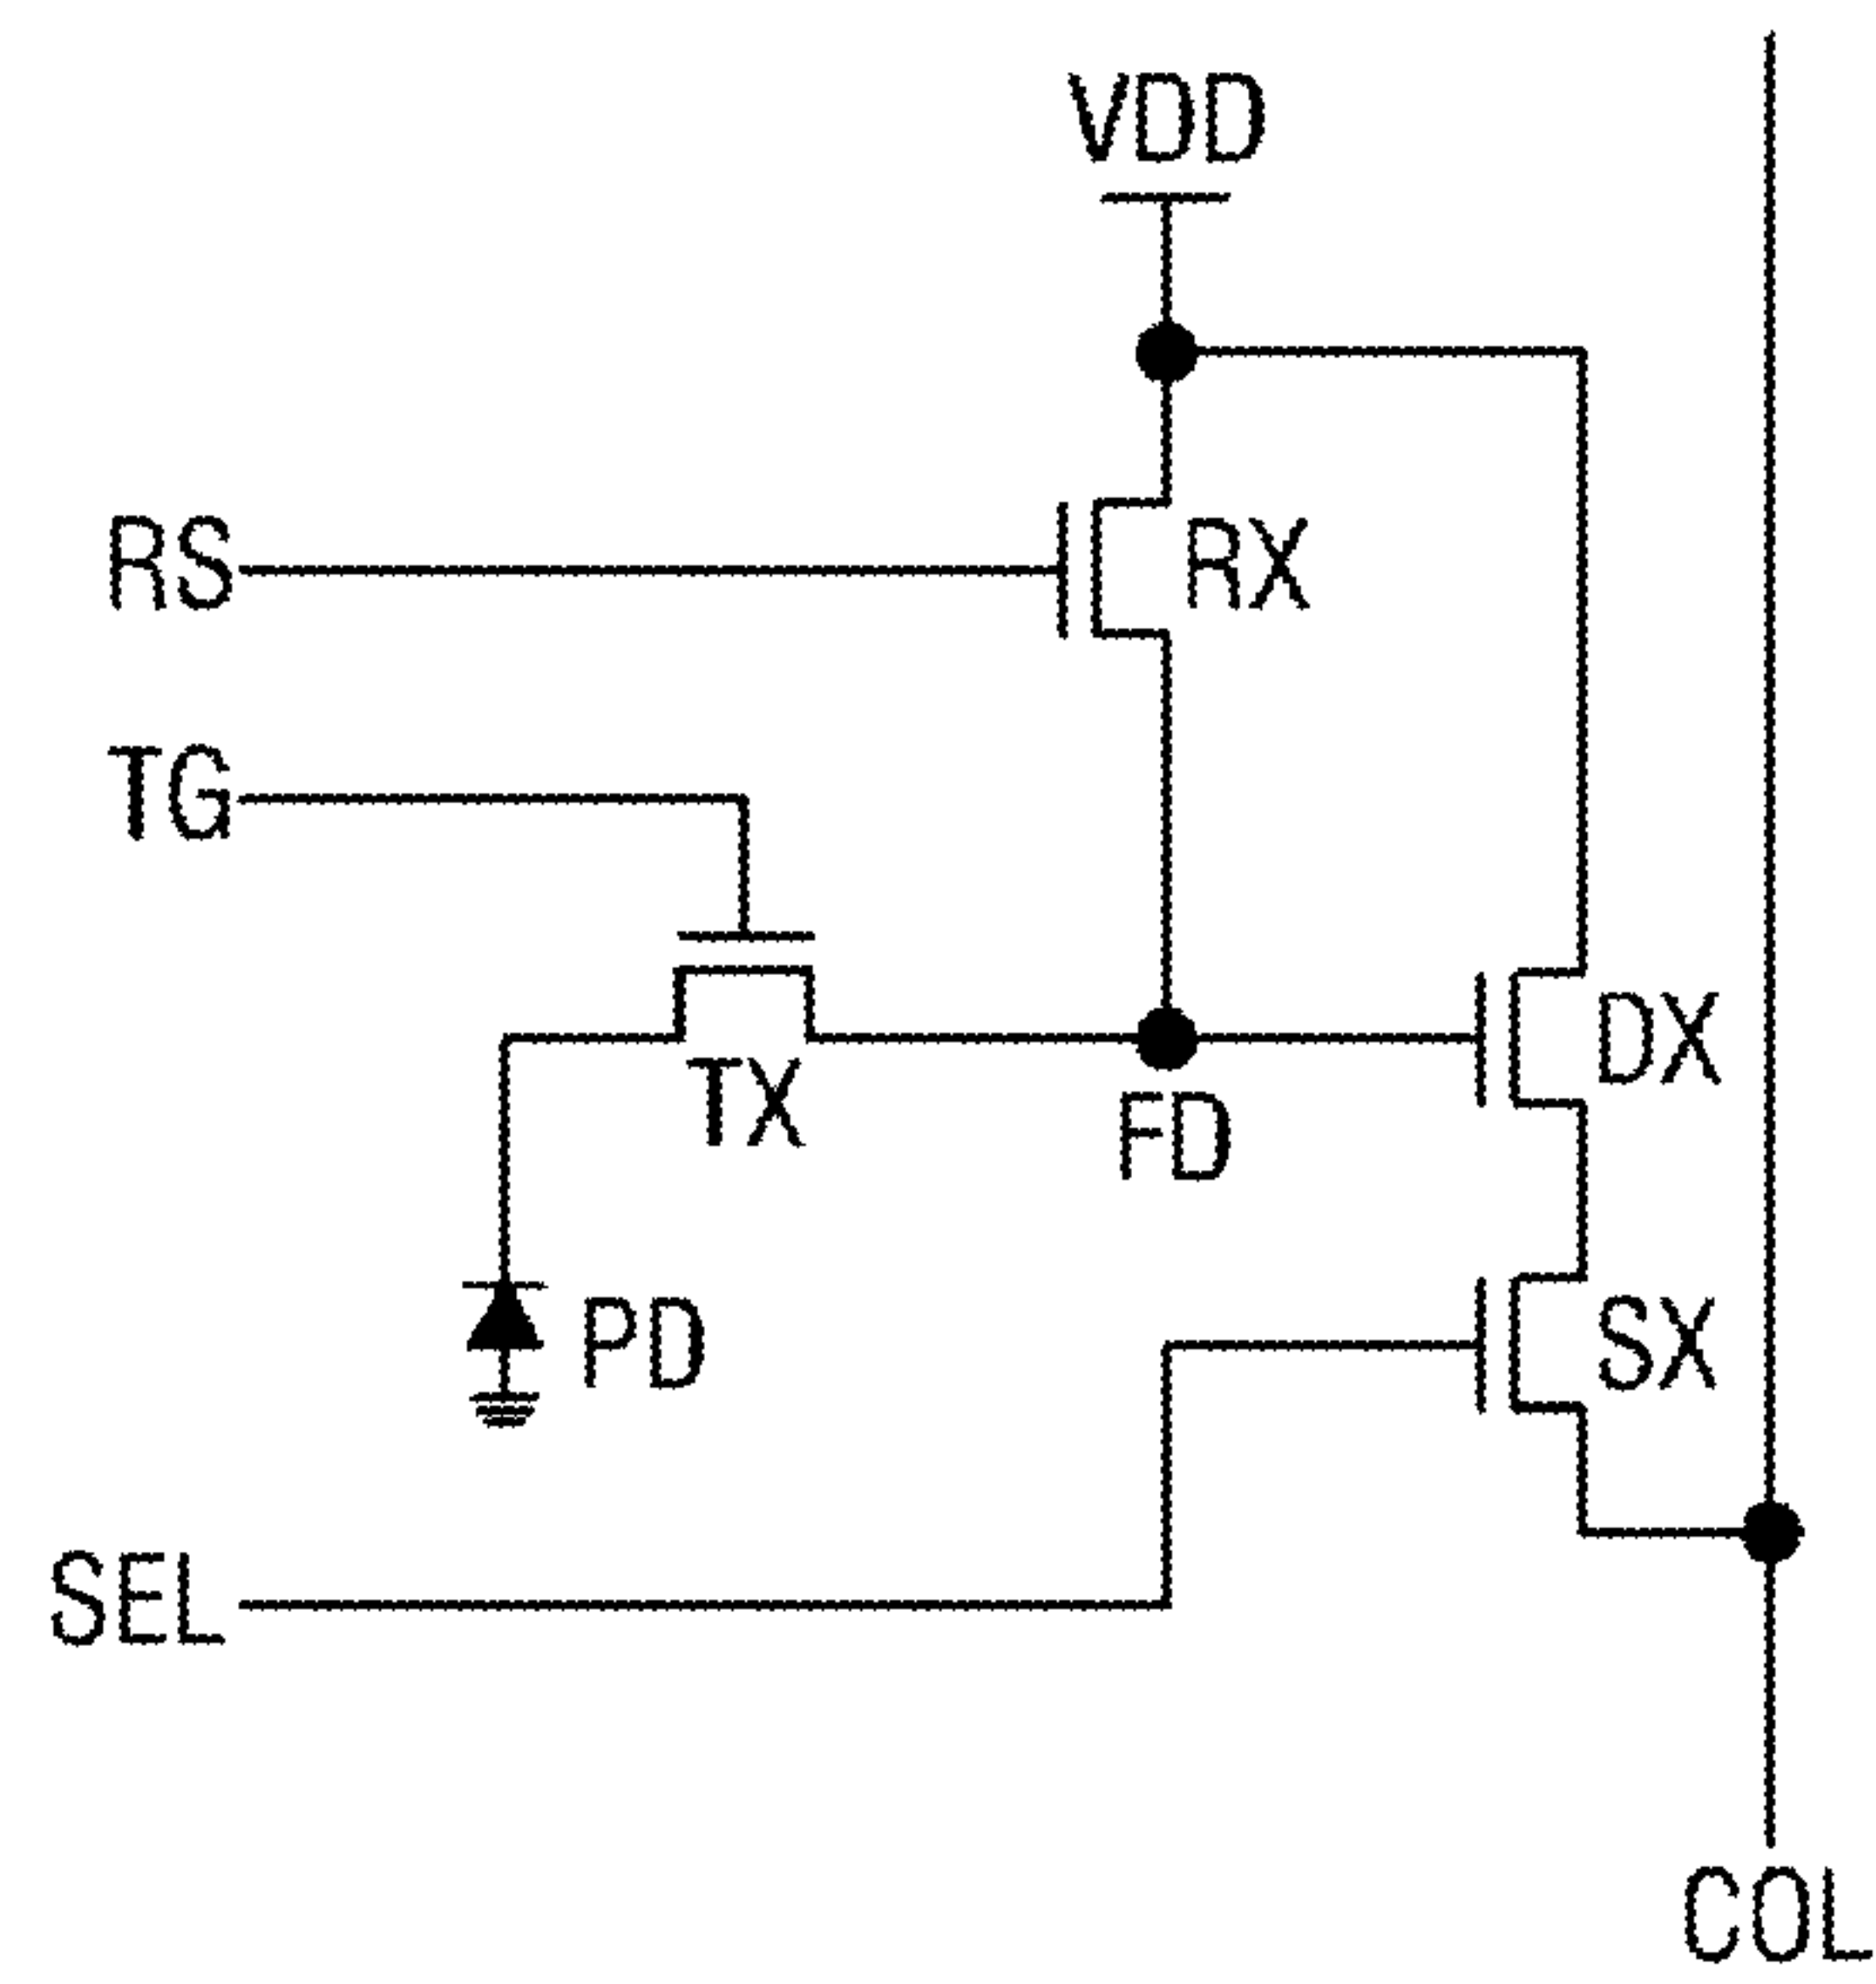 VDD
RS
RX
TG
DX
TX
FD
PD
SX
SEL
COL